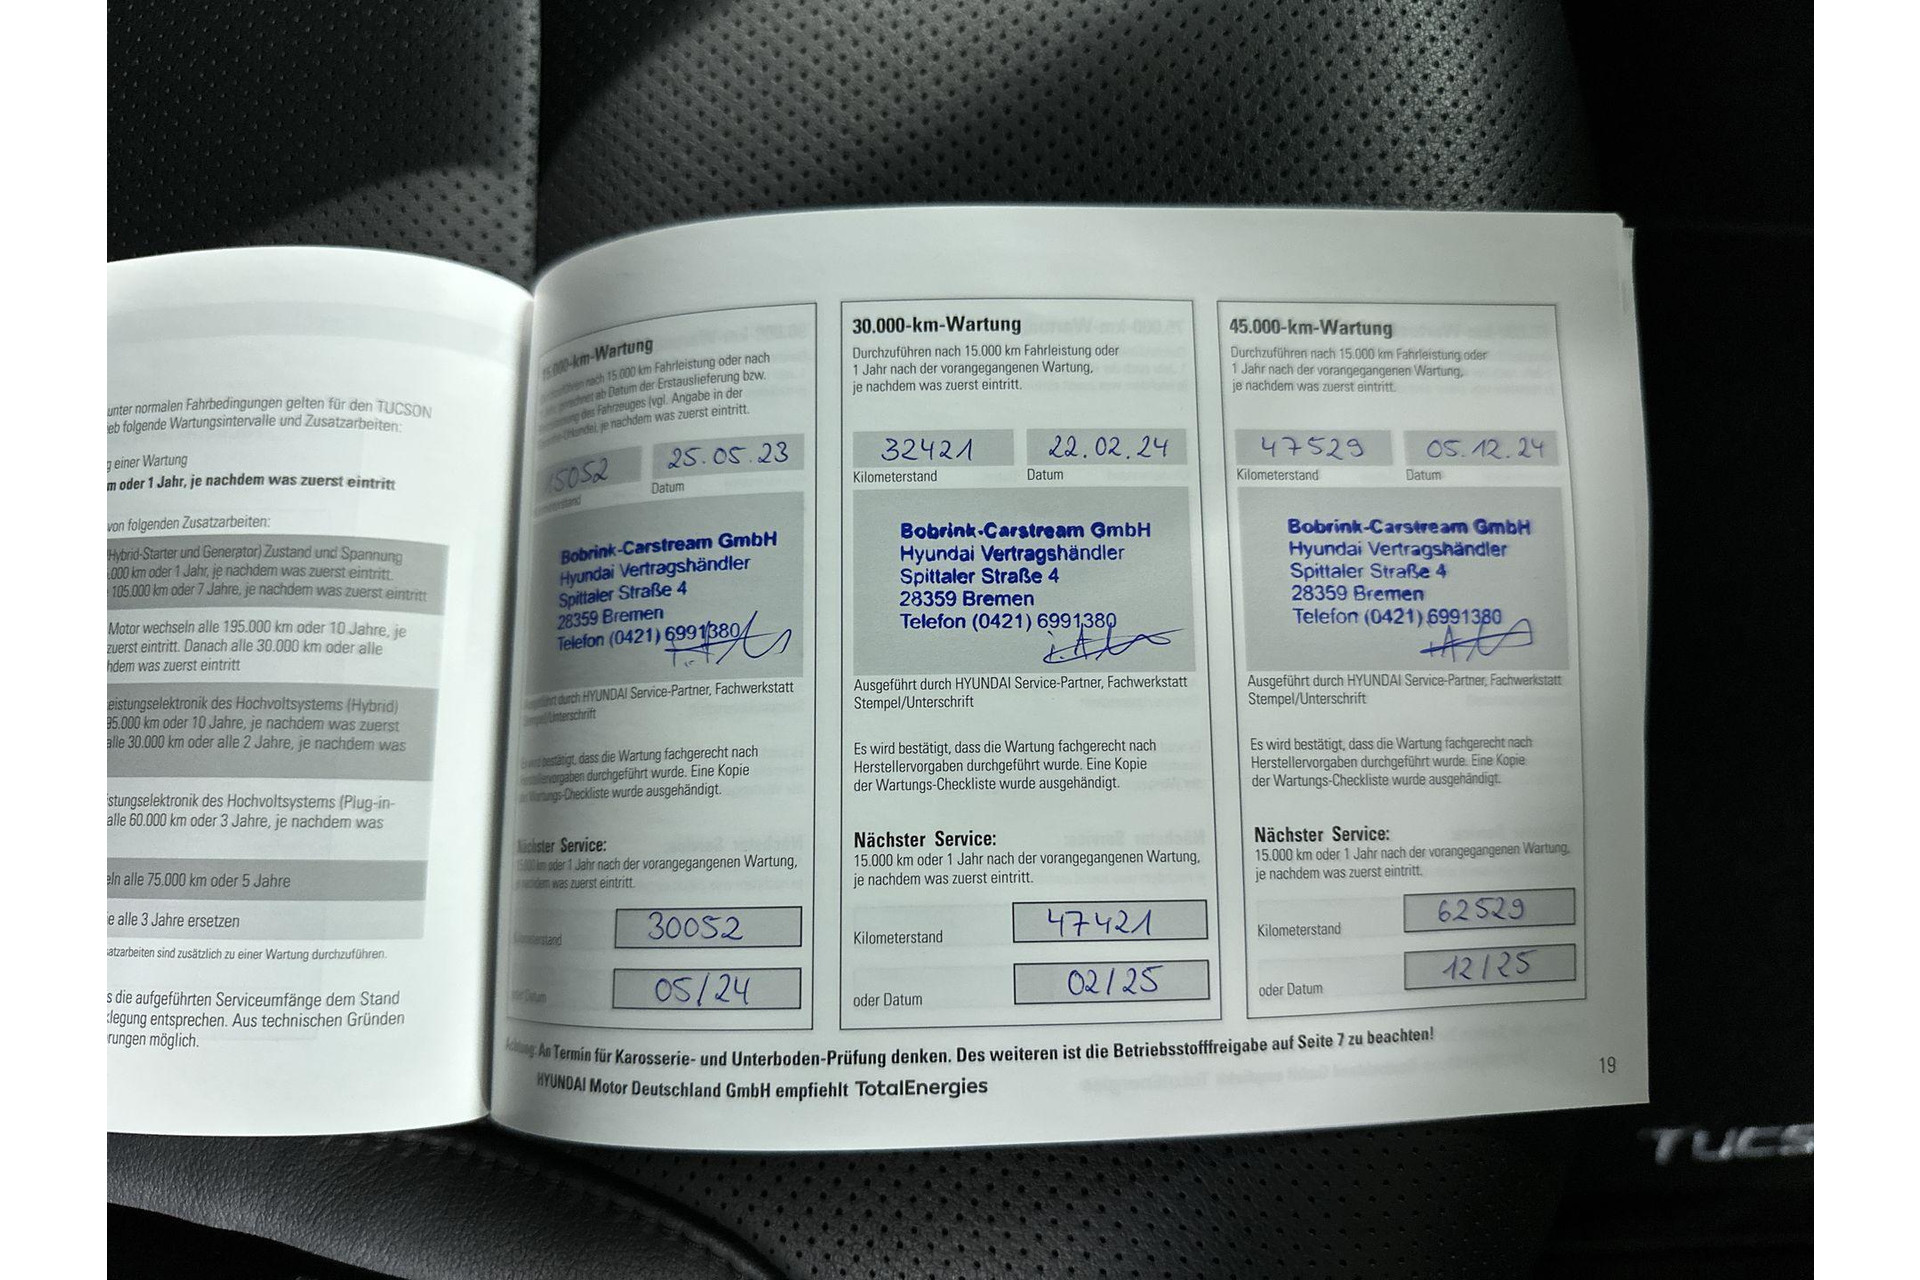 unter normalen Fahrbedingungen gelten für den TUCSON
folgende Wartungsintervalle und Zusatzarbeiten:
einer Wartung
oder 1 Jahr, je nachdem was zuerst eintritt
von folgenden Zusatzarbeiten:
Hybrid-Starter und Generator) Zustand und Spannung
000 km oder 1 Jahr, je nachdem was zuerst eintritt.
105.000 km oder 7 Jahre, je nachdem was zuerst eintritt
Motor wechseln alle 195.000 km oder 10 Jahre, je
zuerst eintritt. Danach alle 30.000 km oder alle
was zuerst eintritt
des Hochvoltsystems (Hybrid)
km oder 10 Jahre, je nachdem was zuerst
alle 30.000 km oder alle 2 Jahre, je nachdem was
des Hochvoltsystems (Plug-in-
alle 60.000 km oder 3 Jahre, je nachdem was
alle 75.000 km oder 5 Jahre
alle 3 Jahre ersetzen
sind zusätzlich zu einer Wartung durchzuführen.
die aufgeführten Serviceumfänge dem Stand
entsprechen. Aus technischen Gründen
möglich.
15.000-km-Wartung
nach 15.000 km Fahrleistung oder nach
ab Datum der Erstauslieferung bzw.
des Fahrzeuges (vgl. Angabe in der
je nachdem was zuerst eintritt.
15052 25.05.23
Datum
Bobrink-Carstream GmbH
Hyundai Vertragshändler
Spittaler Straße 4
28359 Bremen
Telefon (0421) 6991380
Ausgeführt durch HYUNDAI Service-Partner, Fachwerkstatt
Stempel/Unterschrift
Es wird bestätigt, dass die Wartung fachgerecht nach
Herstellervorgaben durchgeführt wurde. Eine Kopie
der Wartungs-Checkliste wurde ausgehändigt.
Nächster Service:
15.000 km oder 1 Jahr nach der vorangegangenen Wartung,
je nachdem was zuerst eintritt.
Kilometerstand 30052
oder Datum 05/24
30.000-km-Wartung
Durchzuführen nach 15.000 km Fahrleistung oder
1 Jahr nach der vorangegangenen Wartung,
je nachdem was zuerst eintritt.
32421 22.02.24
Kilometerstand Datum
Bobrink-Carstream GmbH
Hyundai Vertragshändler
Spittaler Straße 4
28359 Bremen
Telefon (0421) 6991380
Ausgeführt durch HYUNDAI Service-Partner, Fachwerkstatt
Stempel/Unterschrift
Es wird bestätigt, dass die Wartung fachgerecht nach
Herstellervorgaben durchgeführt wurde. Eine Kopie
der Wartungs-Checkliste wurde ausgehändigt.
Nächster Service:
15.000 km oder 1 Jahr nach der vorangegangenen Wartung,
je nachdem was zuerst eintritt.
Kilometerstand 47421
oder Datum 02/25
45.000-km-Wartung
Durchzuführen nach 15.000 km Fahrleistung oder
1 Jahr nach der vorangegangenen Wartung,
je nachdem was zuerst eintritt.
47529 05.12.24
Kilometerstand Datum
Bobrink-Carstream GmbH
Hyundai Vertragshändler
Spittaler Straße 4
28359 Bremen
Telefon (0421) 6991380
Ausgeführt durch HYUNDAI Service-Partner, Fachwerkstatt
Stempel/Unterschrift
Es wird bestätigt, dass die Wartung fachgerecht nach
Herstellervorgaben durchgeführt wurde. Eine Kopie
der Wartungs-Checkliste wurde ausgehändigt.
Nächster Service:
15.000 km oder 1 Jahr nach der vorangegangenen Wartung,
je nachdem was zuerst eintritt.
Kilometerstand 62529
oder Datum 12/25
Achtung: An Termin für Karosserie- und Unterboden-Prüfung denken. Des weiteren ist die Betriebsstofffreigabe auf Seite 7 zu beachten!
HYUNDAI Motor Deutschland GmbH empfiehlt TotalEnergies
19
TUCS